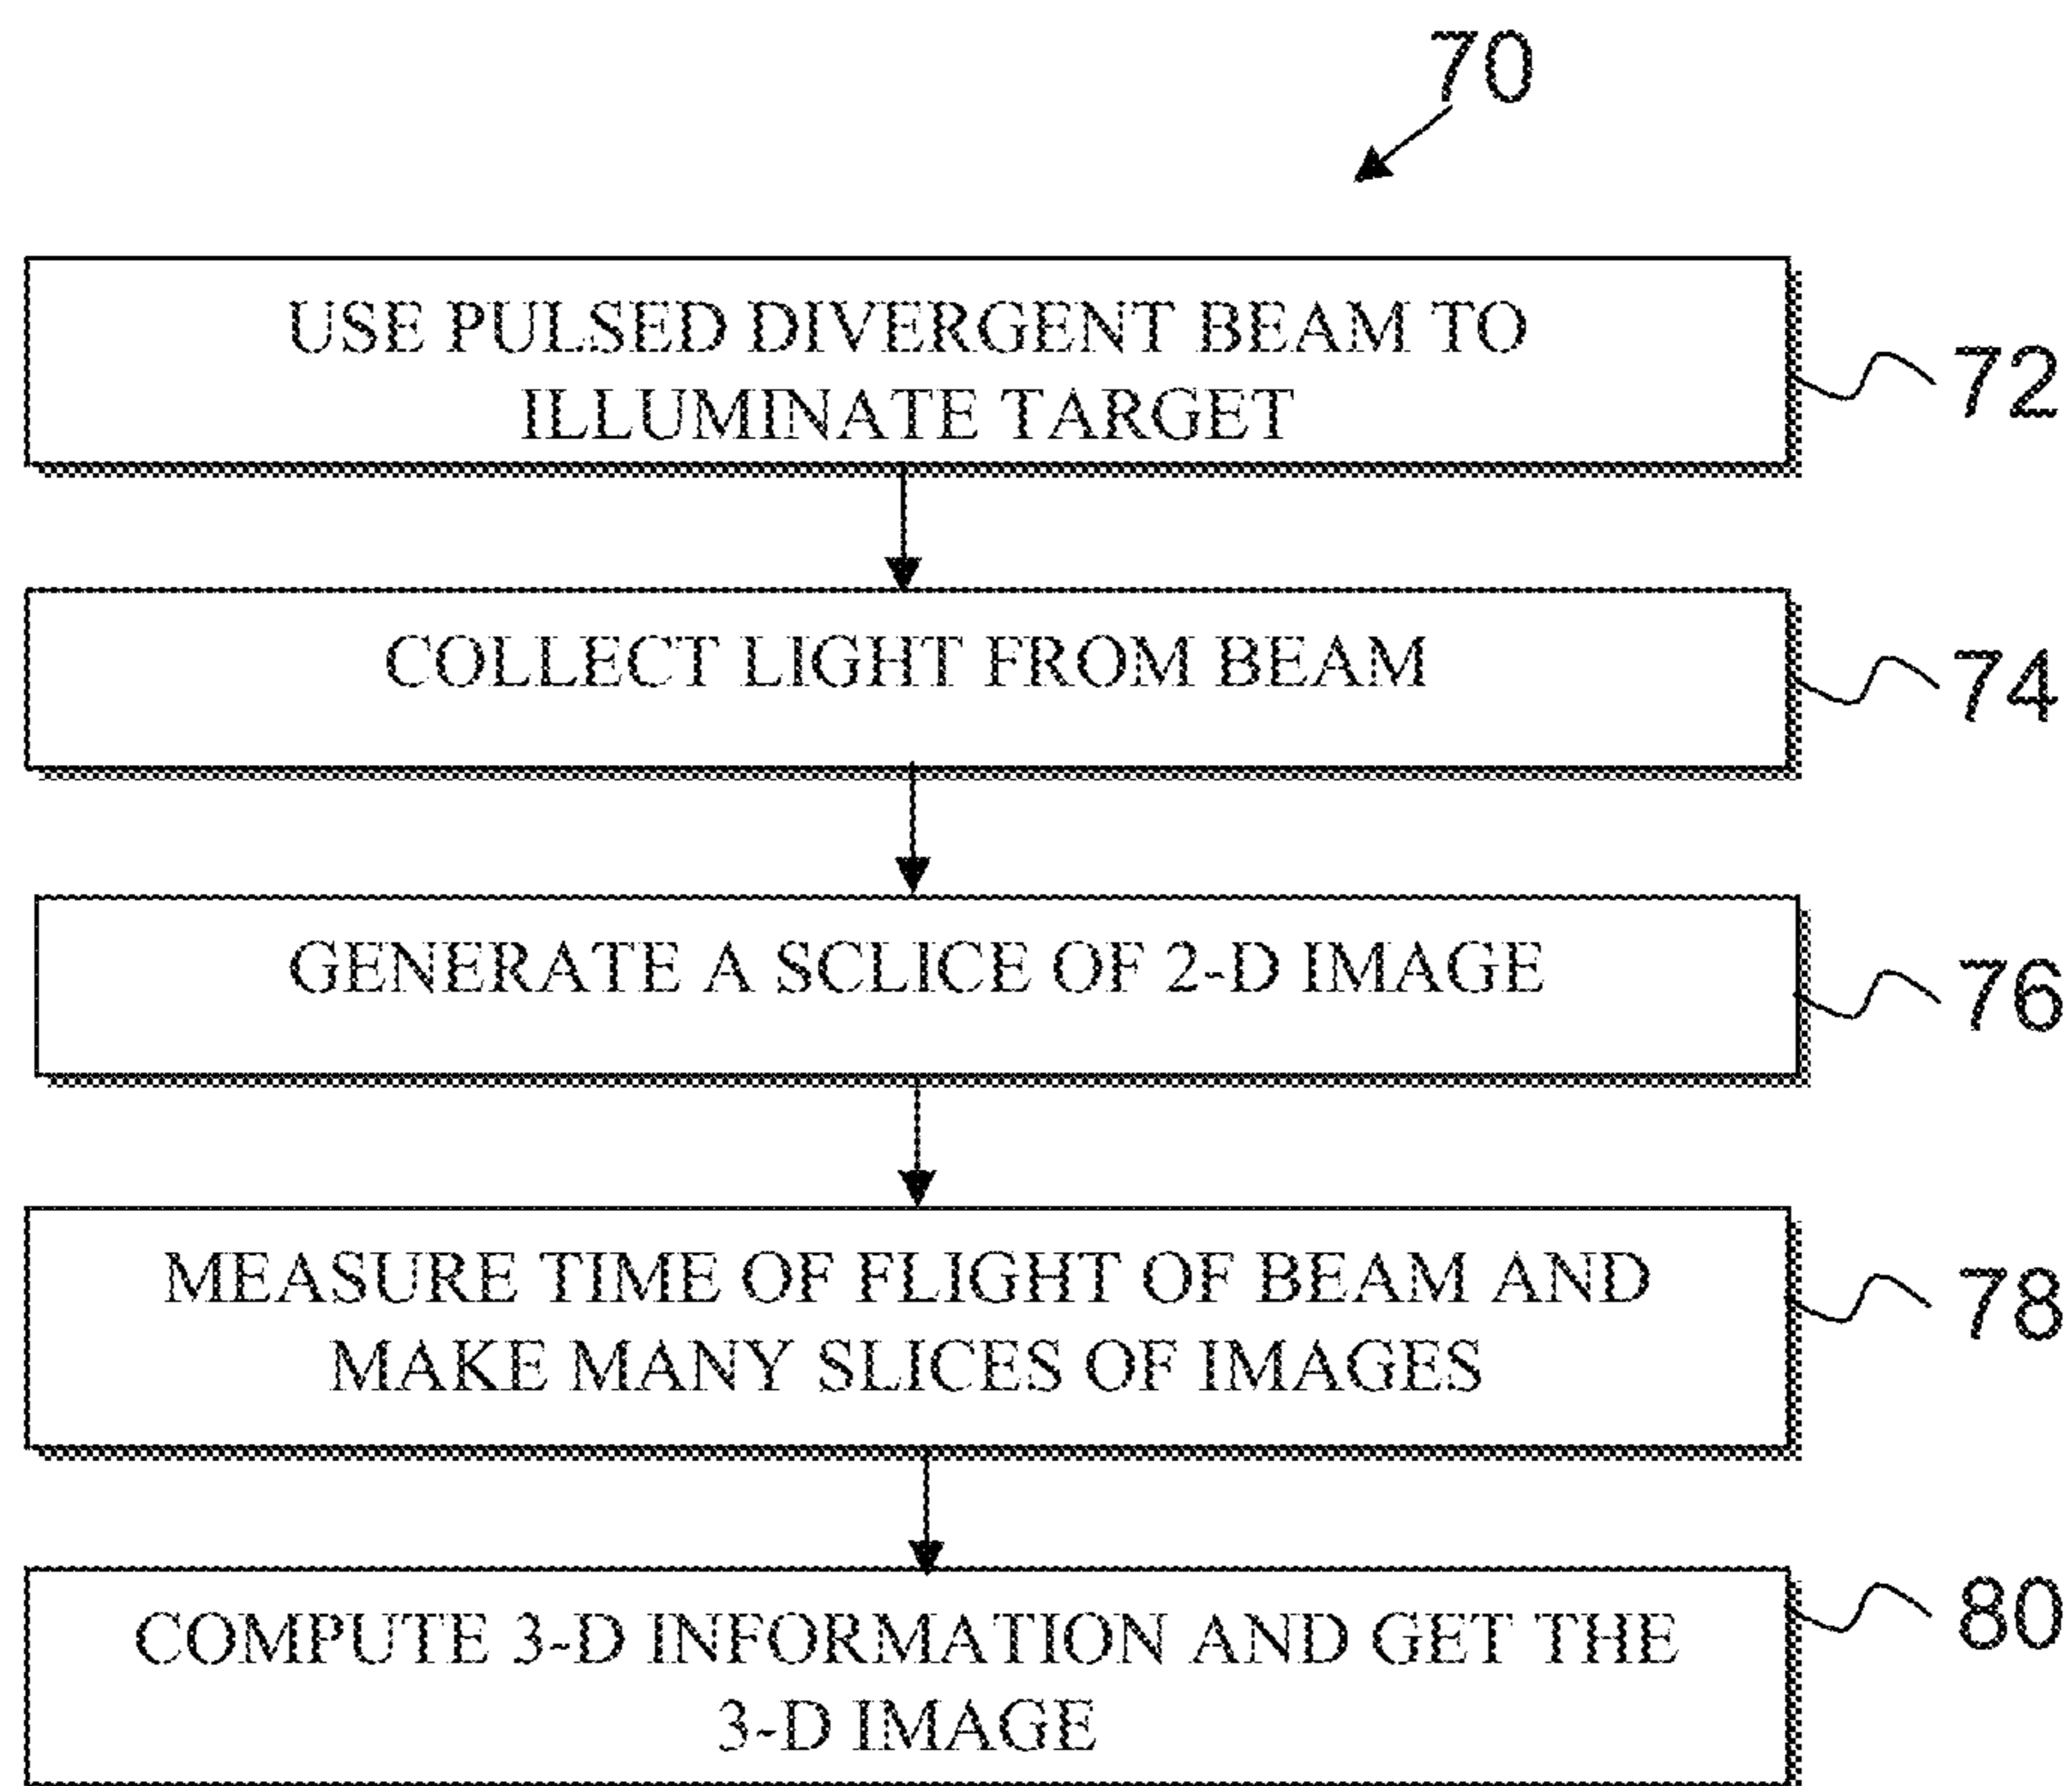 70
USE PULSED DIVERGENT BEAM TO
ILLUMINATE TARGET
72
COLLECT LIGHT FROM BEAM
74
GENERATE A SCLICE OF 2-D IMAGE
76
MEASURE TIME OF FLIGHT OF BEAM AND
MAKE MANY SLICES OF IMAGES
78
COMPUTE 3-D INFORMATION AND GET THE
3-D IMAGE
80